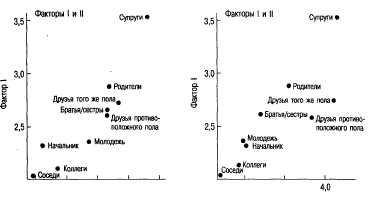 Факторы I и II
Супруги
3,5
Фактор I
3,0
Родители
Друзья того же пола
Братья/сестры
Друзья противо-
положного пола
2,5
Молодежь
Начальник
Коллеги
Соседи
Факторы I и II
Супруги
3,5
Фактор I
3,0
Родители
Друзья того же пола
Братья/сестры
Друзья противо-
положного пола
2,5
Молодежь
Начальник
Коллеги
Соседи
4,0